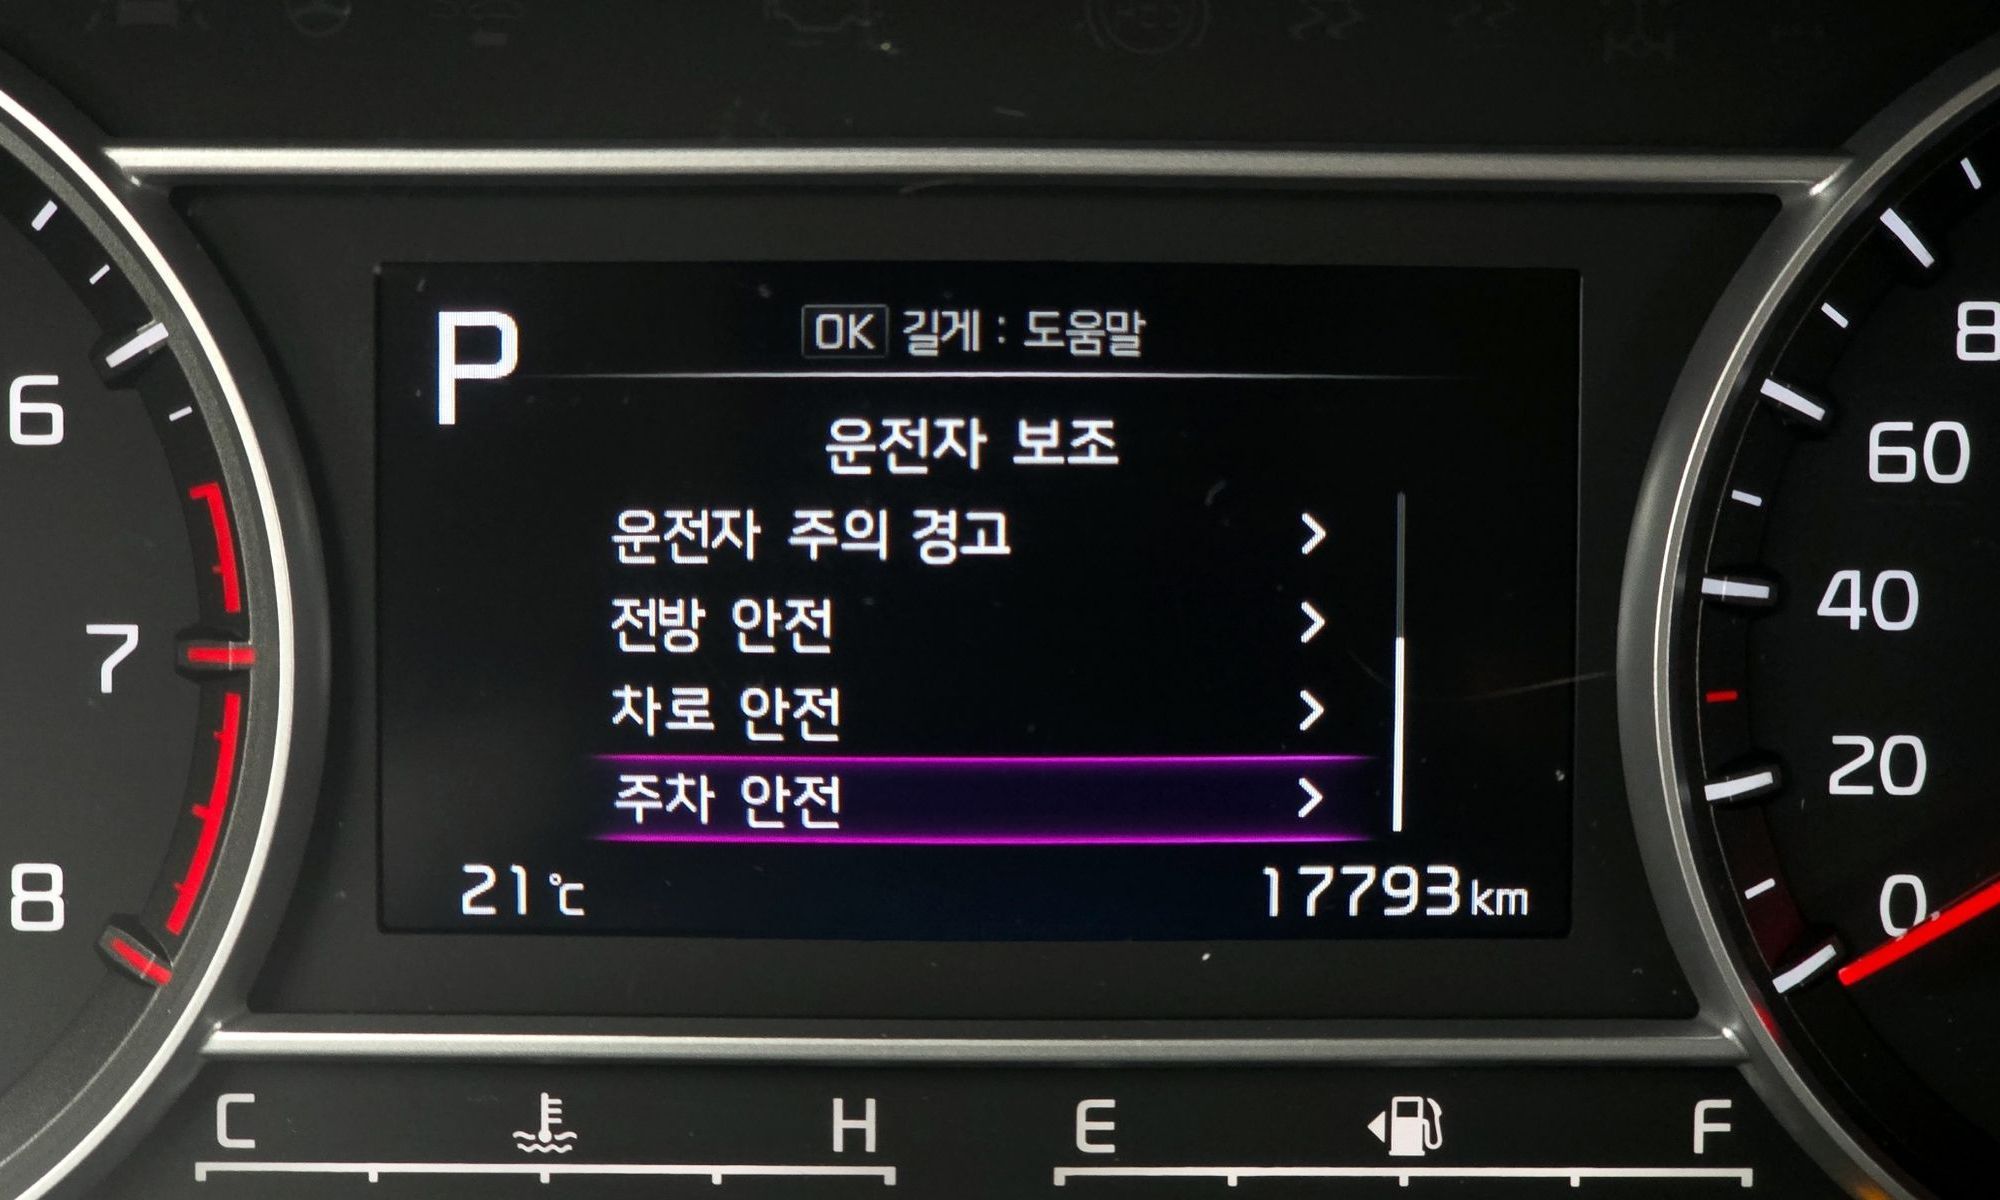 P
OK 길게 : 도움말
운전자 보조
운전자 주의 경고 >
전방 안전 >
차로 안전 >
주차 안전 >
21℃
17793km
6
7
8
8
60
40
20
0
C H
E F